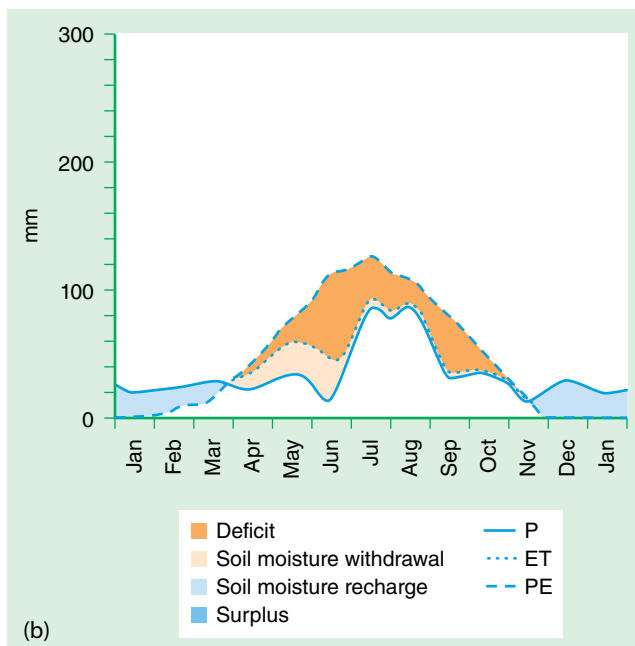 300
200
mm
100
0
Jan
Feb
Mar
Apr
May
Jun
Jul
Aug
Sep
Oct
Nov
Dec
Jan
Deficit
Soil moisture withdrawal
Soil moisture recharge
Surplus
P
ET
PE
(b)